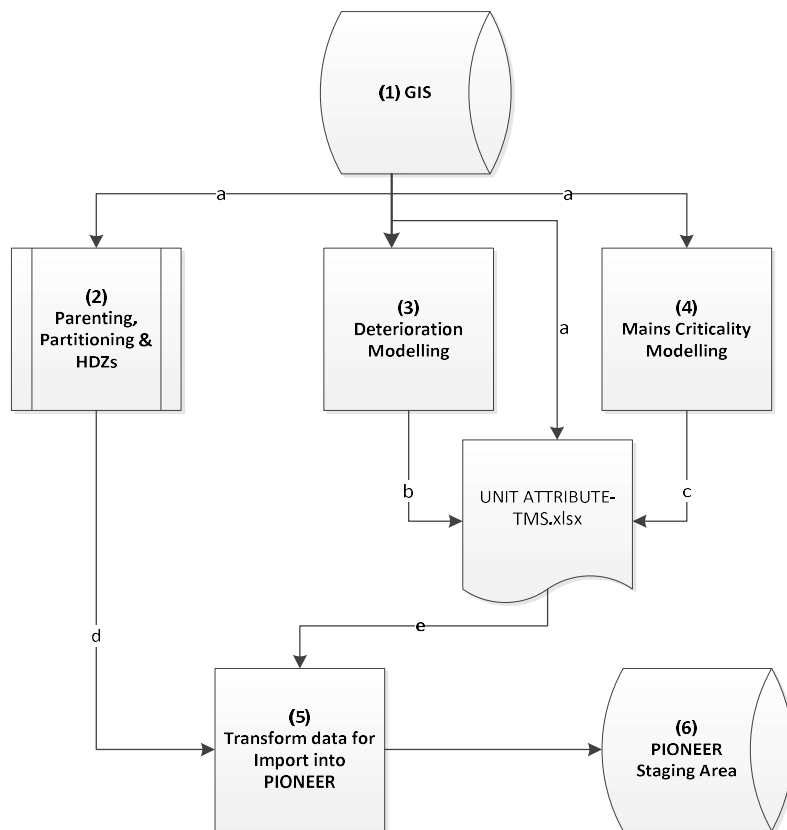 (1) GIS
a
a
(2)
Parenting,
Partitioning &
HDZs
(3)
Deterioration
Modelling
(4)
Mains Criticality
Modelling
a
b
UNIT ATTRIBUTE-
TMS.xlsx
c
d
e
(5)
Transform data for
Import into
PIONEER
(6)
PIONEER
Staging Area